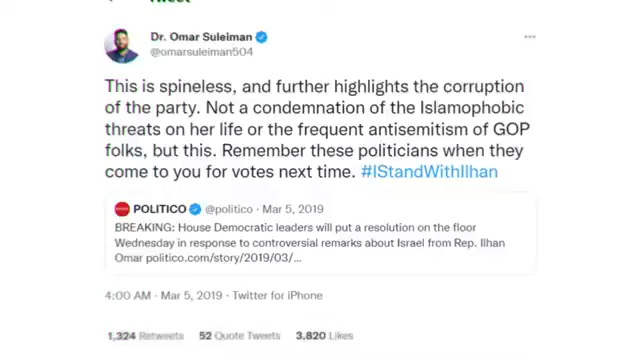 Tweet
Dr. Omar Suleiman
@omarsuleiman504
This is spineless, and further highlights the corruption
of the party. Not a condemnation of the Islamophobic
threats on her life or the frequent antisemitism of GOP
folks, but this. Remember these politicians when they
come to you for votes next time. #IStandWithIlhan
POLITICO @politico · Mar 5, 2019
BREAKING: House Democratic leaders will put a resolution on the floor
Wednesday in response to controversial remarks about Israel from Rep. Ilhan
Omar politico.com/story/2019/03/...
4:00 AM · Mar 5, 2019 · Twitter for iPhone
1,324 Retweets 52 Quote Tweets 3,820 Likes